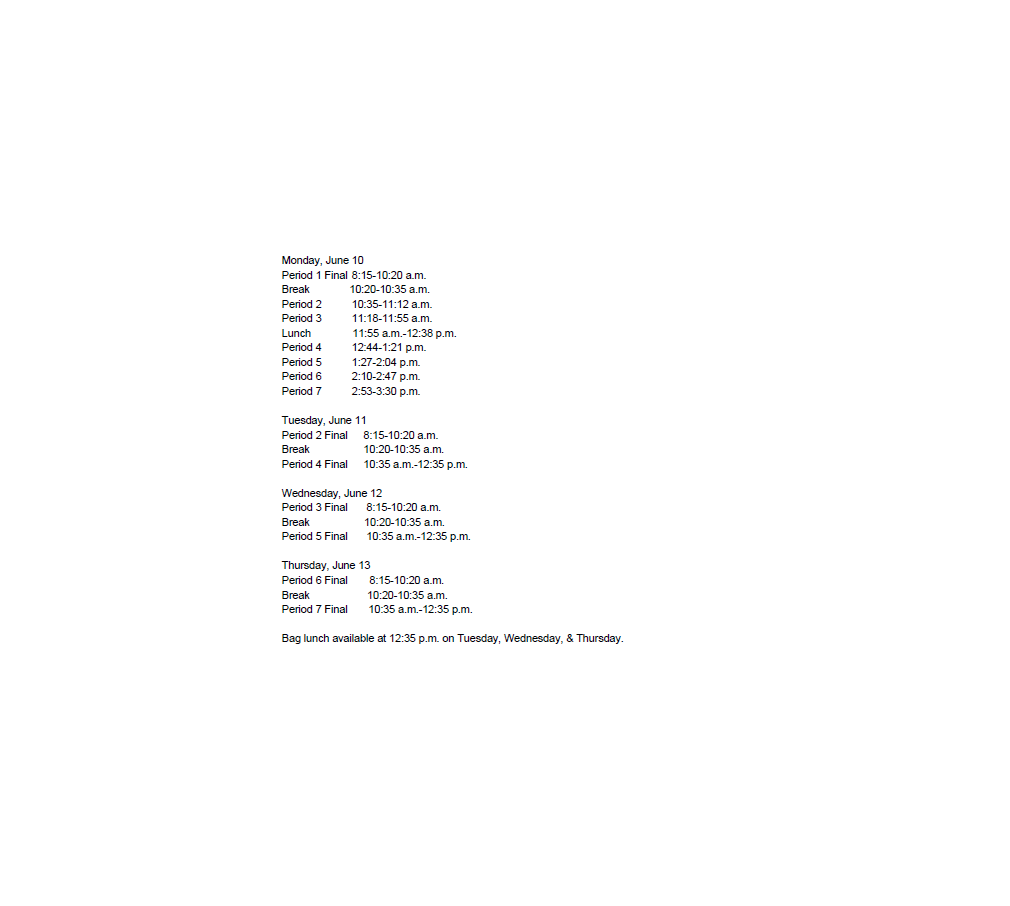 Monday, June 10
Period 1 Final 8:15-10:20 a.m.
Break 10:20-10:35 a.m.
Period 2 10:35-11:12 a.m.
Period 3 11:18-11:55 a.m.
Lunch 11:55 a.m.-12:38 p.m.
Period 4 12:44-1:21 p.m.
Period 5 1:27-2:04 p.m.
Period 6 2:10-2:47 p.m.
Period 7 2:53-3:30 p.m.
Tuesday, June 11
Period 2 Final 8:15-10:20 a.m.
Break 10:20-10:35 a.m.
Period 4 Final 10:35 a.m.-12:35 p.m.
Wednesday, June 12
Period 3 Final 8:15-10:20 a.m.
Break 10:20-10:35 a.m.
Period 5 Final 10:35 a.m.-12:35 p.m.
Thursday, June 13
Period 6 Final 8:15-10:20 a.m.
Break 10:20-10:35 a.m.
Period 7 Final 10:35 a.m.-12:35 p.m.
Bag lunch available at 12:35 p.m. on Tuesday, Wednesday, & Thursday.